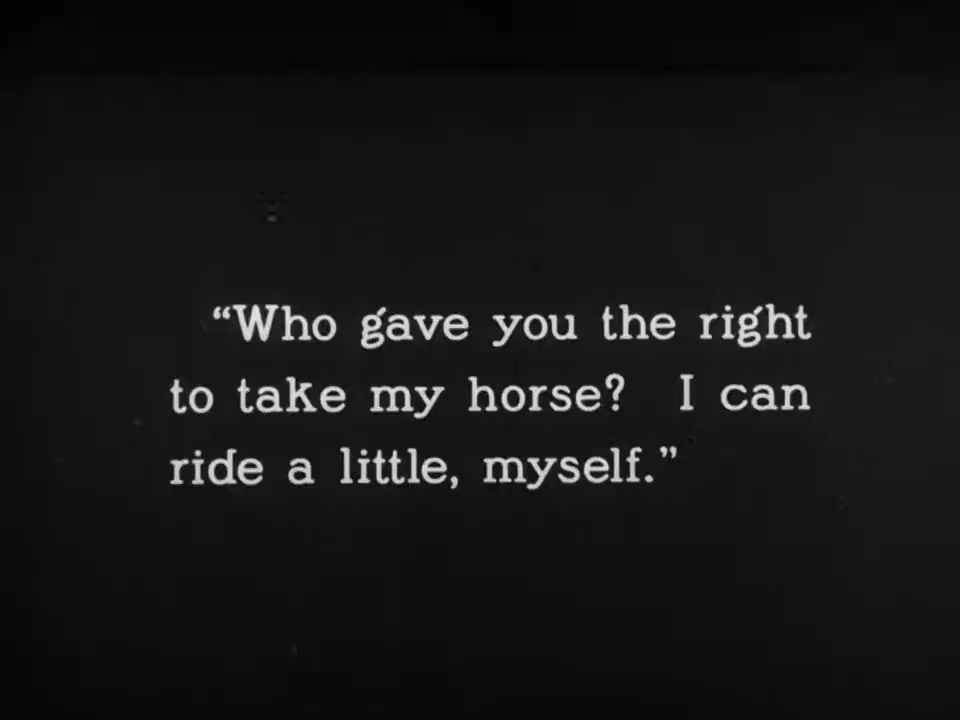 “Who gave you the right
to take my horse? I can
ride a little, myself.”